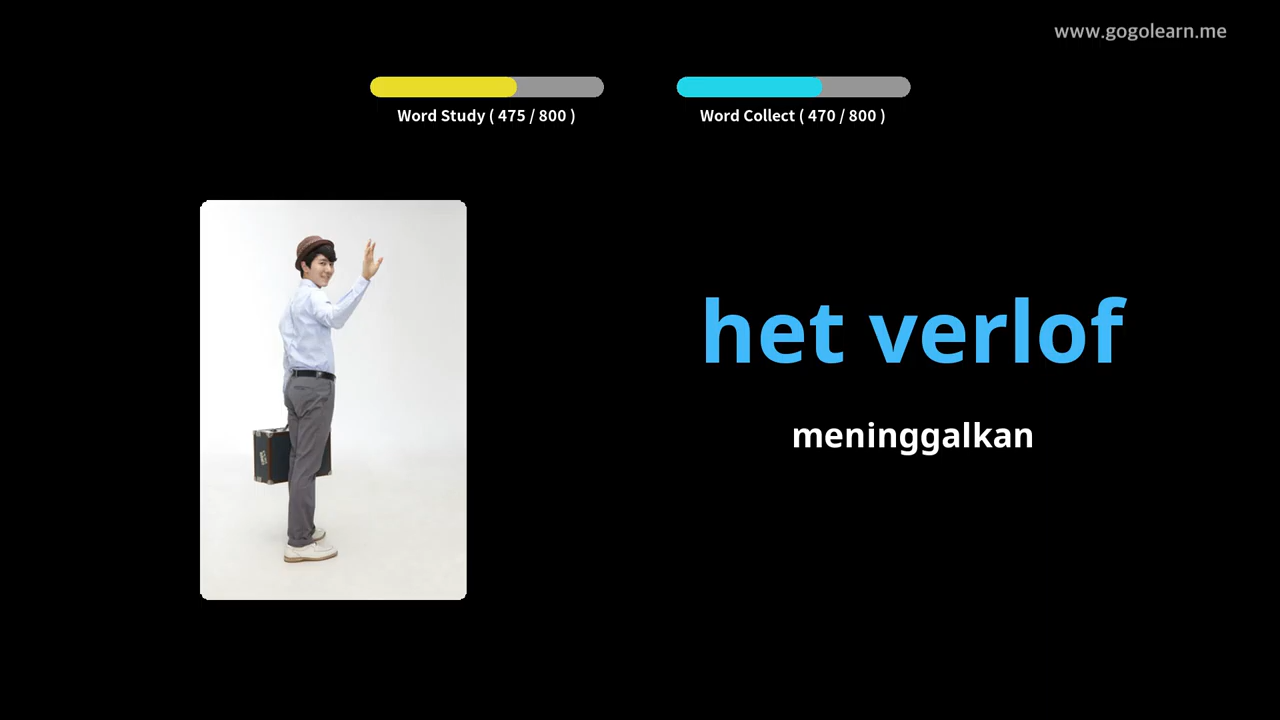 www.gogolearn.me
Word Study ( 475 / 800 )
Word Collect ( 470 / 800 )
het verlof
meninggalkan